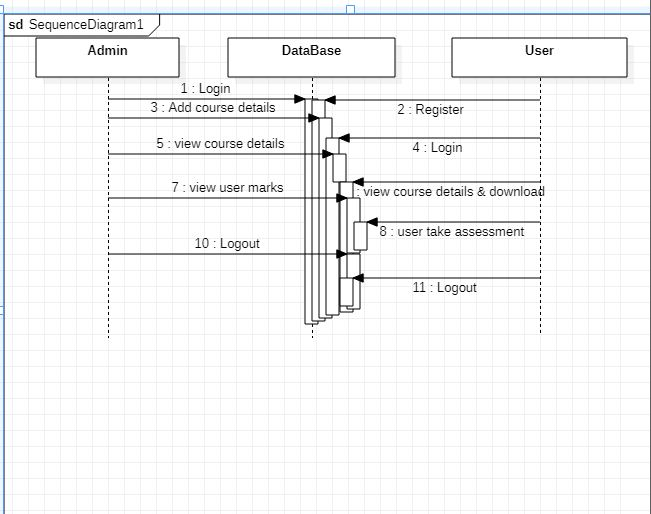 sd SequenceDiagram1
Admin
DataBase
User
1 : Login
2 : Register
3 : Add course details
4 : Login
5 : view course details
: view course details & download
7 : view user marks
8 : user take assessment
10 : Logout
11 : Logout